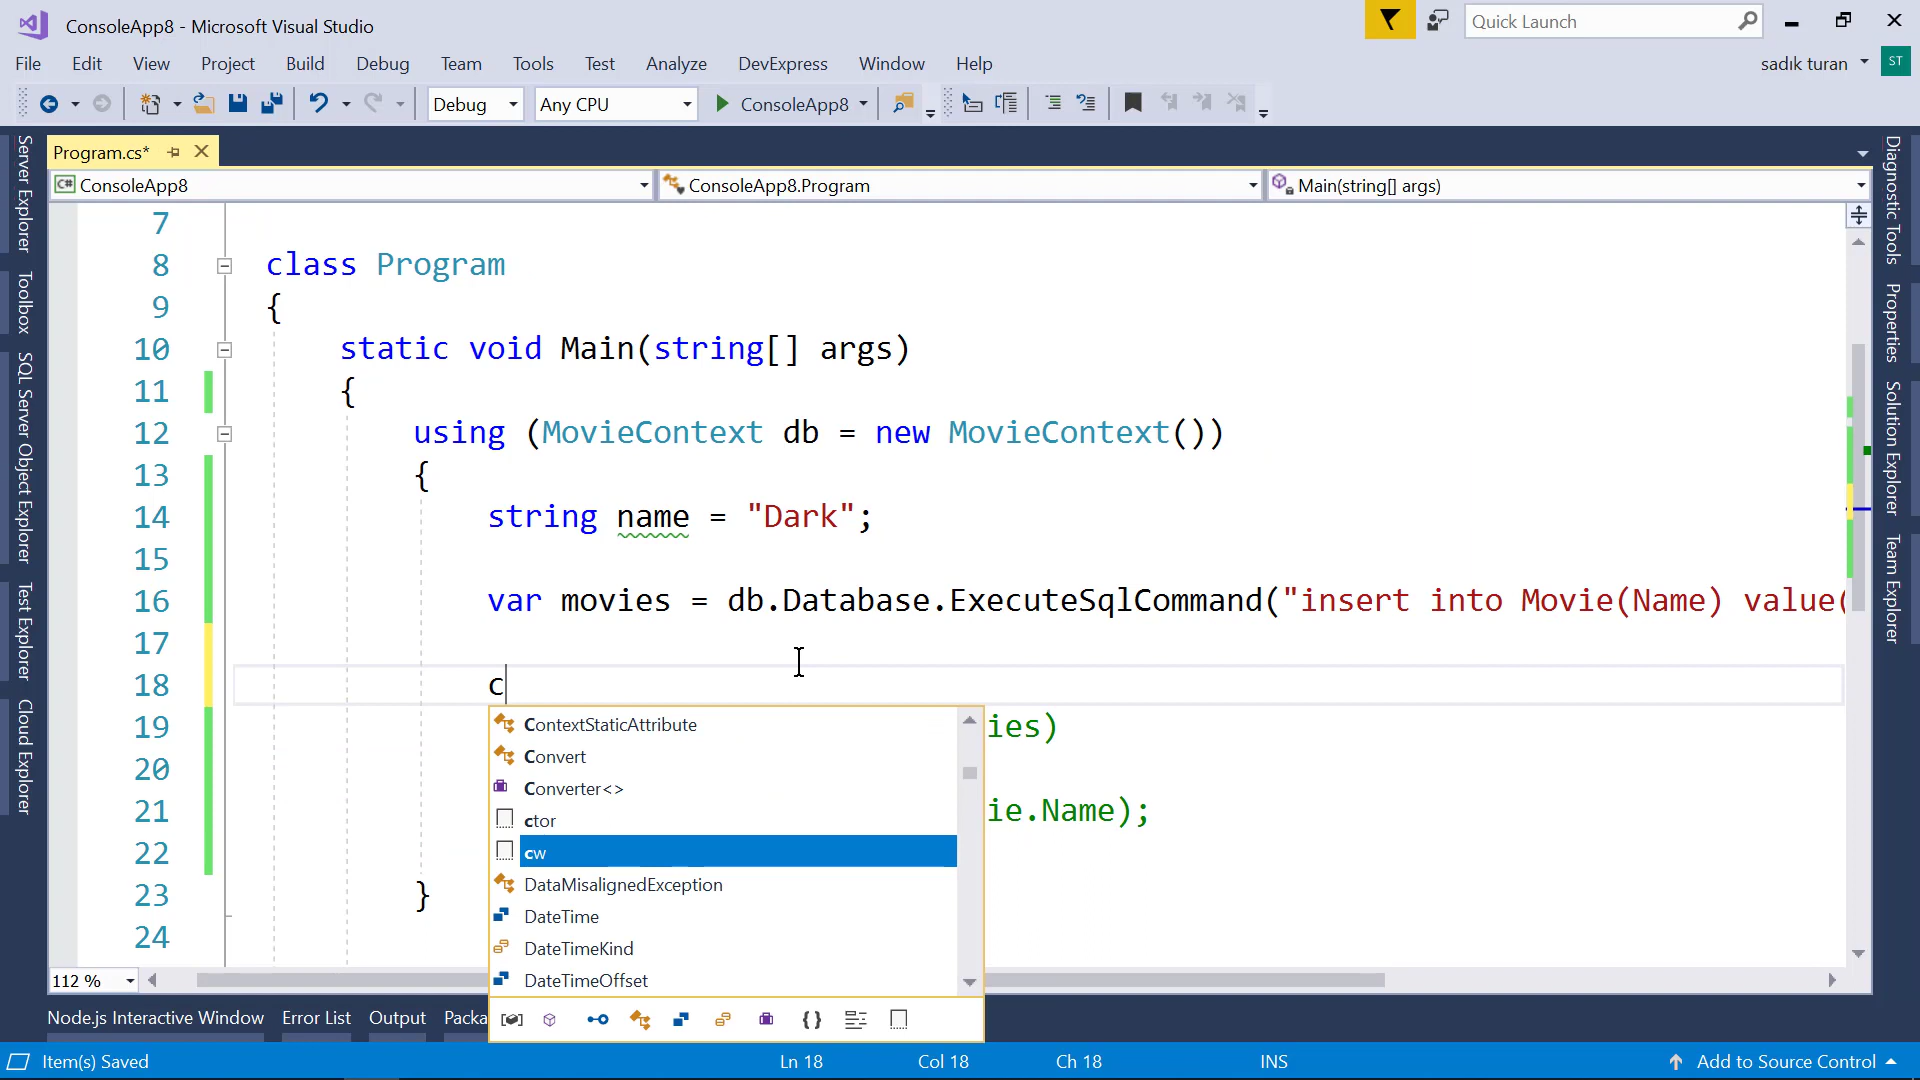 ConsoleApp8 - Microsoft Visual Studio
Quick Launch
File Edit View Project Build Debug Team Tools Test Analyze DevExpress Window Help
sadık turan ST
Debug Any CPU ConsoleApp8
Program.cs*
C# ConsoleApp8 ConsoleApp8.Program Main(string[] args)
Server Explorer
Toolbox
SQL Server Object Explorer
Test Explorer
Cloud Explorer
7
8 class Program
9 {
10 static void Main(string[] args)
11 {
12 using (MovieContext db = new MovieContext())
13 {
14 string name = "Dark";
15
16 var movies = db.Database.ExecuteSqlCommand("insert into Movie(Name) value(
17
18 c
19 ies)
20
21 ie.Name);
22
23 }
24
ContextStaticAttribute
Convert
Converter<>
ctor
cw
DataMisalignedException
DateTime
DateTimeKind
DateTimeOffset
Diagnostic Tools
Properties
Solution Explorer
Team Explorer
112 %
Node.js Interactive Window Error List Output Packa
Item(s) Saved Ln 18 Col 18 Ch 18 INS Add to Source Control